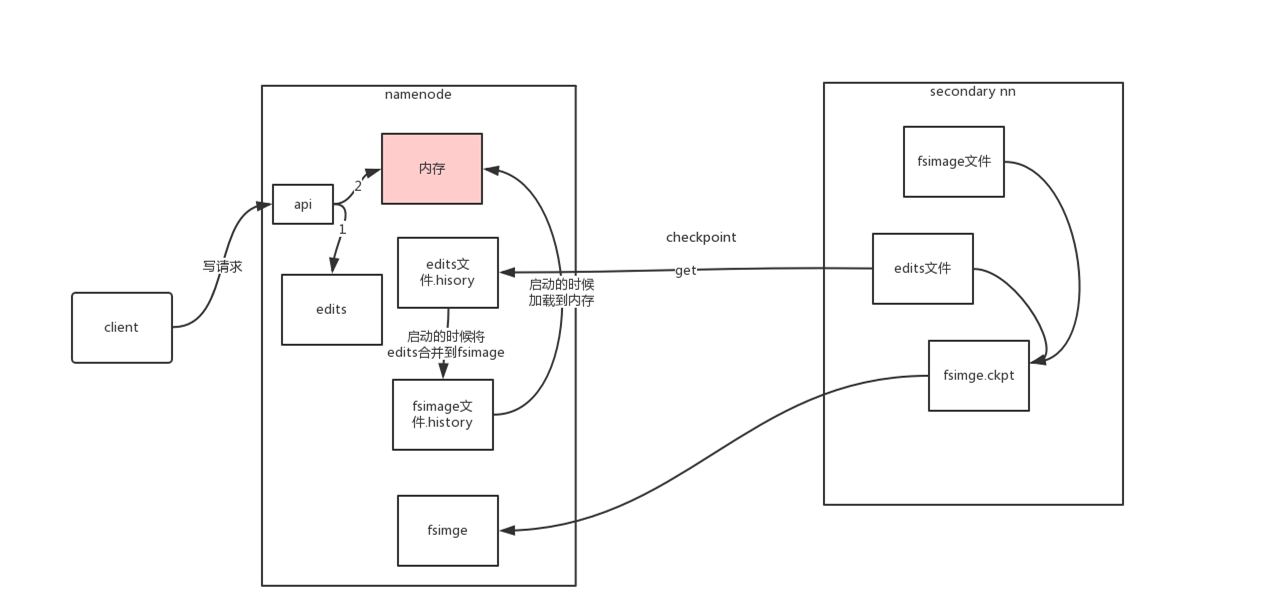 namenode
secondary nn
内存
fsimage文件
2
api
1
写请求
checkpoint
edits文
件.hisory
get
edits文件
启动的时候
加载到内存
edits
client
启动的时候将
edits合并到fsimage
fsimge.ckpt
fsimage文
件.history
fsimge